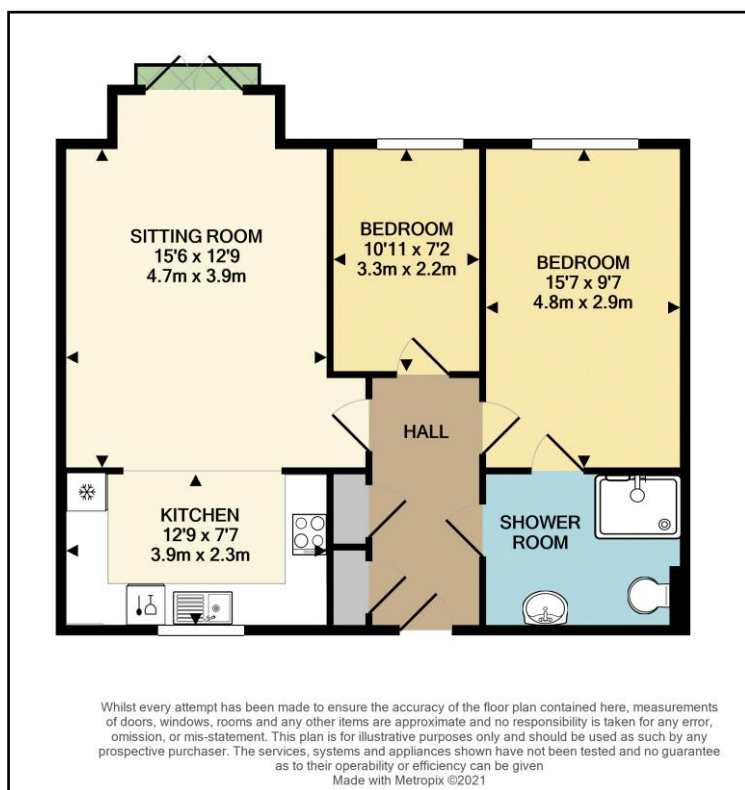 SITTING ROOM
15'6 x 12'9
4.7m x 3.9m
BEDROOM
10'11 x 7'2
3.3m x 2.2m
BEDROOM
15'7 x 9'7
4.8m x 2.9m
HALL
KITCHEN
12'9 x 7'7
3.9m x 2.3m
SHOWER
ROOM
Whilst every attempt has been made to ensure the accuracy of the floor plan contained here, measurements
of doors, windows, rooms and any other items are approximate and no responsibility is taken for any error,
omission, or mis-statement. This plan is for illustrative purposes only and should be used as such by any
prospective purchaser. The services, systems and appliances shown have not been tested and no guarantee
as to their operability or efficiency can be given
Made with Metropix ©2021